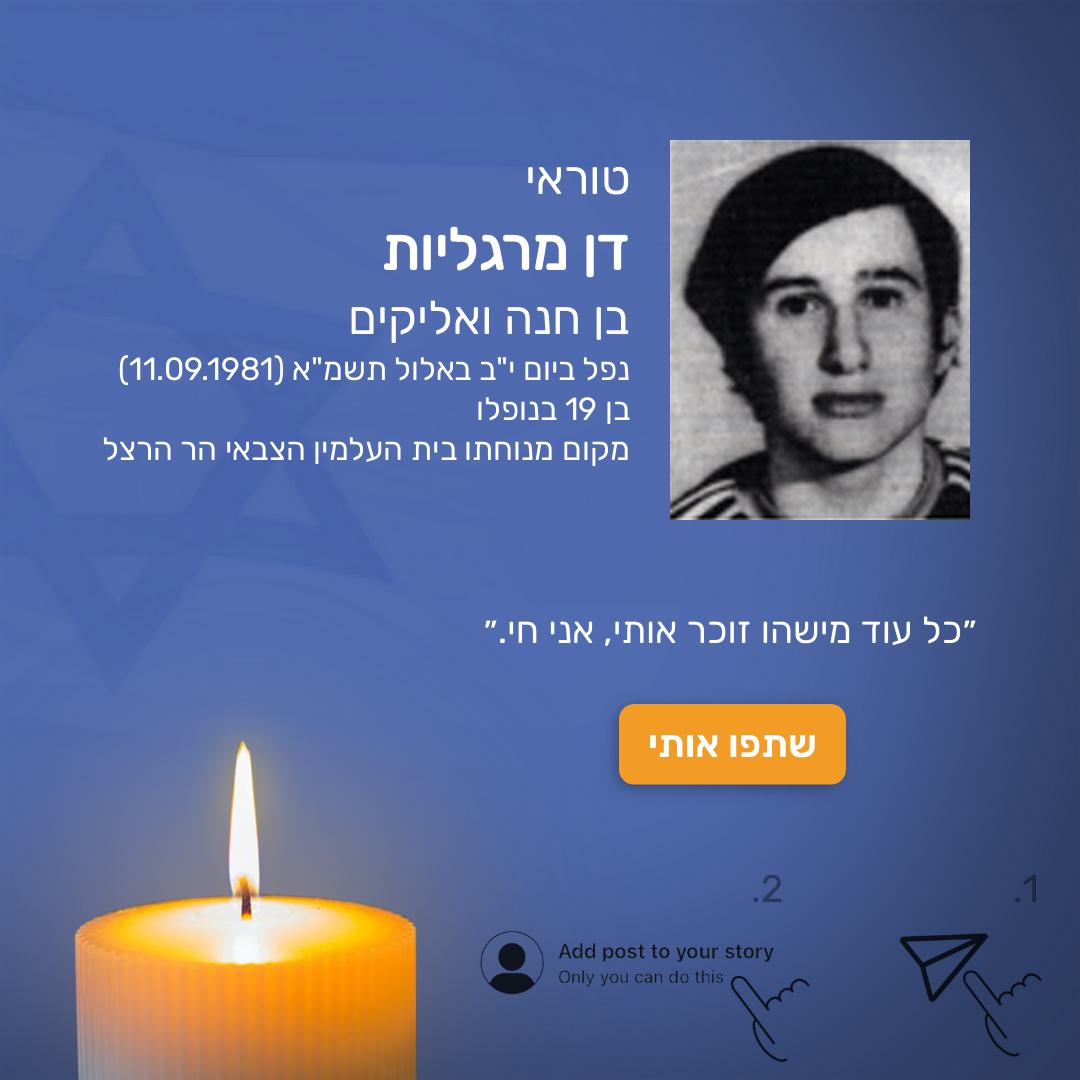 טוראי
דן מרגליות
בן חנה ואליקים
נפל ביום י"ב באלול תשמ"א (11.09.1981)
בן 19 בנופלו
מקום מנוחתו בית העלמין הצבאי הר הרצל
״כל עוד מישהו זוכר אותי, אני חי.״
שתפו אותי
1.
2.
Add post to your story
Only you can do this